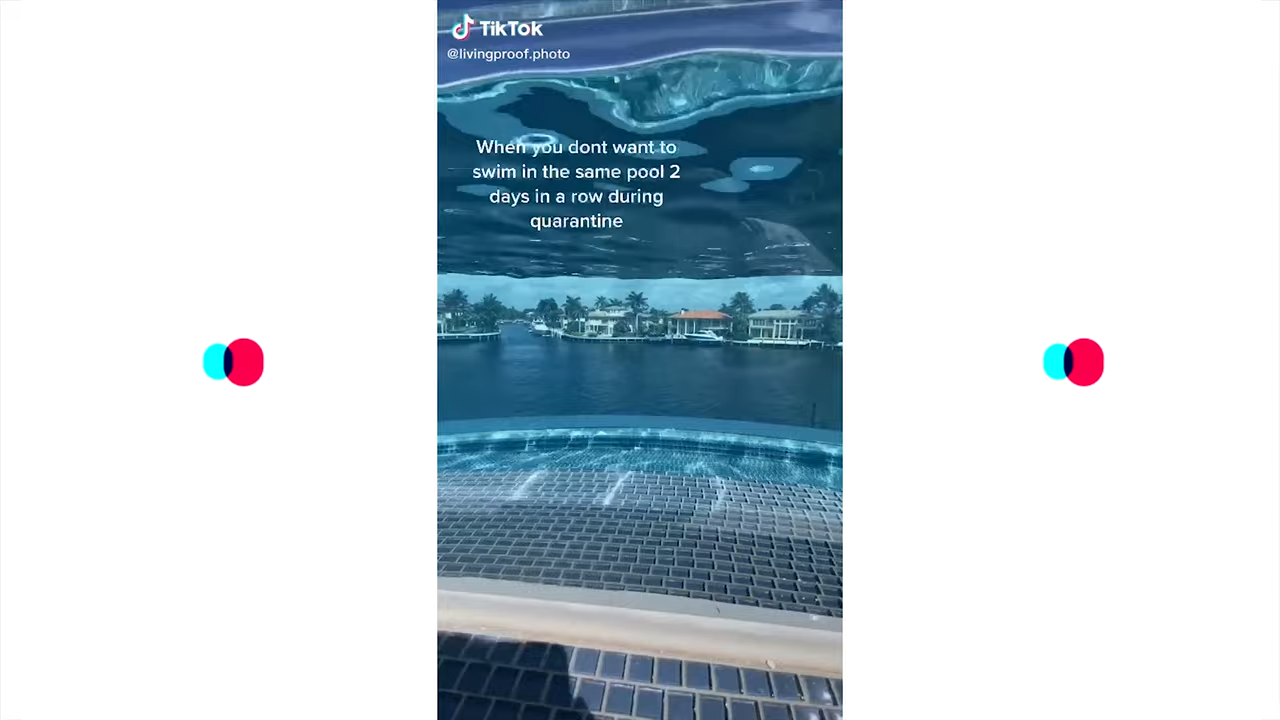 TikTok
@livingproof.photo
When you dont want to
swim in the same pool 2
days in a row during
quarantine